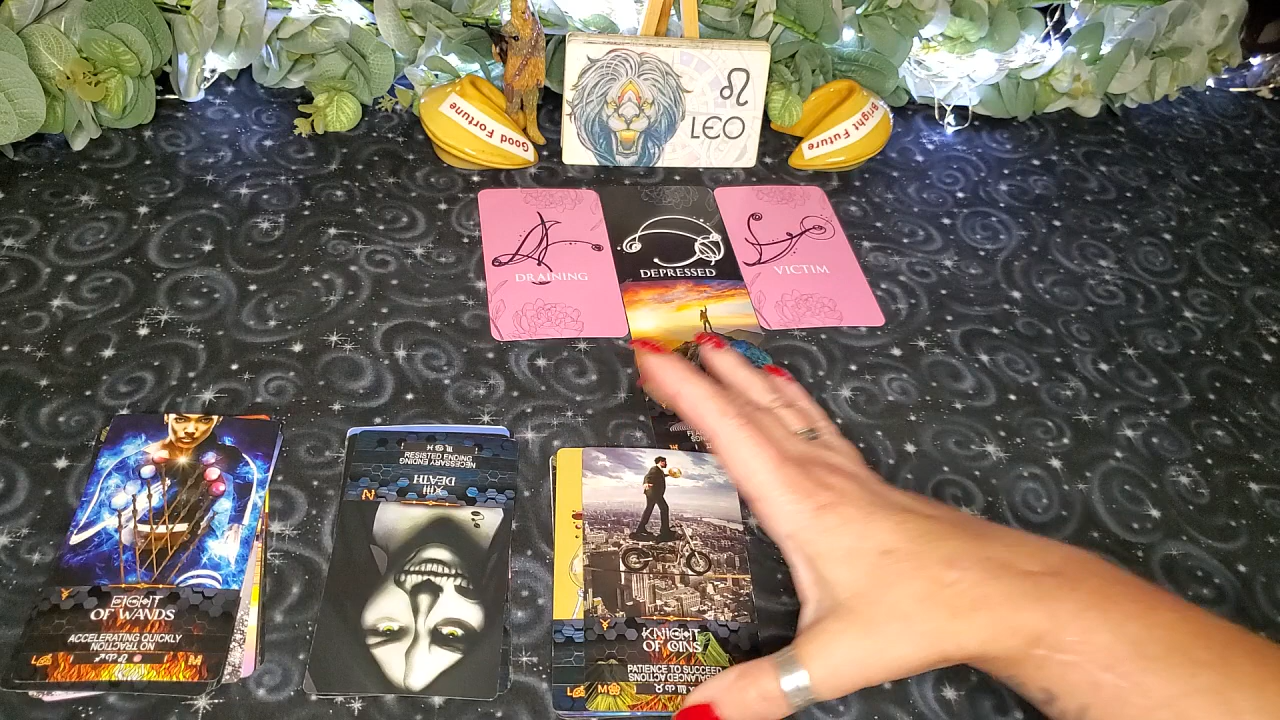 Good Fortune
♌
LEO
Bright Future
DRAINING
DEPRESSED
VICTIM
EIGHT
OF WANDS
ACCELERATING QUICKLY
NO TRACTION
XIII
DEATH
NECESSARY ENDING
RESISTED ENDING
N
KNIGHT
OF COINS
PATIENCE TO SUCCEED
UNBALANCED ACTIONS